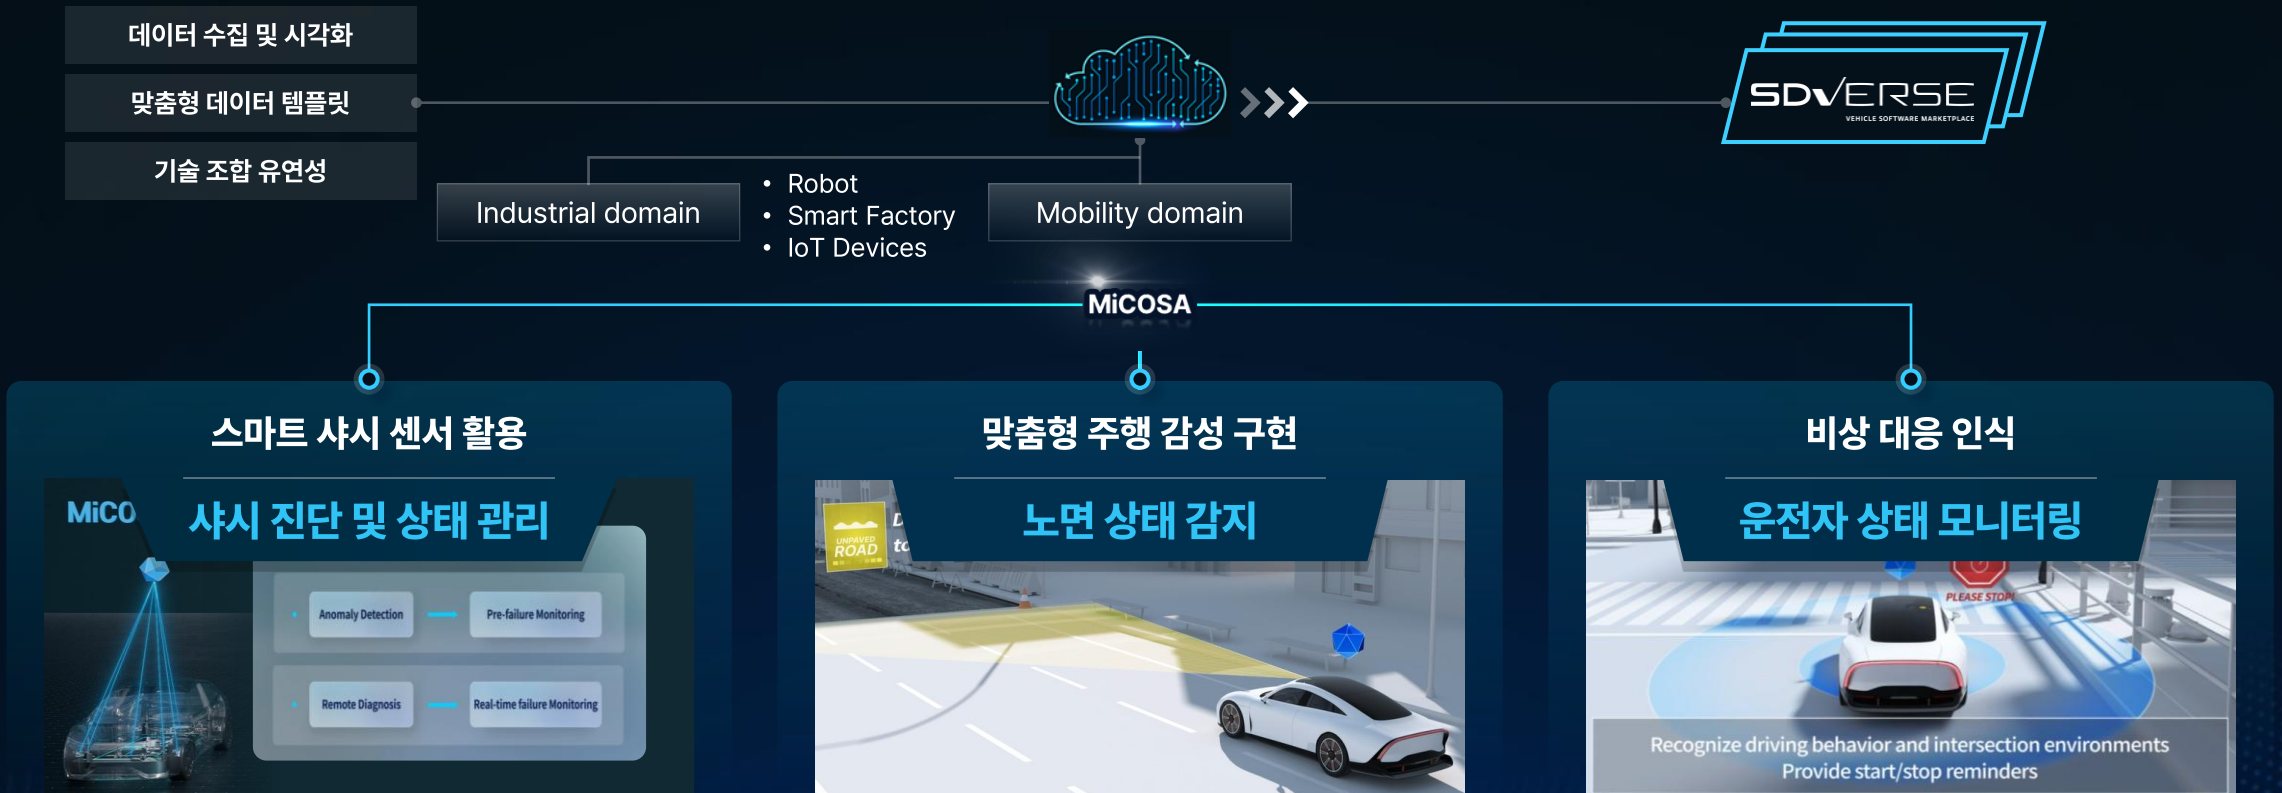 데이터 수집 및 시각화
맞춤형 데이터 템플릿
기술 조합 유연성
SDVERSE
VEHICLE SOFTWARE MARKETPLACE
Industrial domain
• Robot
• Smart Factory
• IoT Devices
Mobility domain
MiCOSA
스마트 샤시 센서 활용
샤시 진단 및 상태 관리
MiCO
Anomaly Detection
Pre-failure Monitoring
Remote Diagnosis
Real-time failure Monitoring
맞춤형 주행 감성 구현
노면 상태 감지
UNPAVED
ROAD
to
비상 대응 인식
운전자 상태 모니터링
PLEASE STOP!
Recognize driving behavior and intersection environments
Provide start/stop reminders